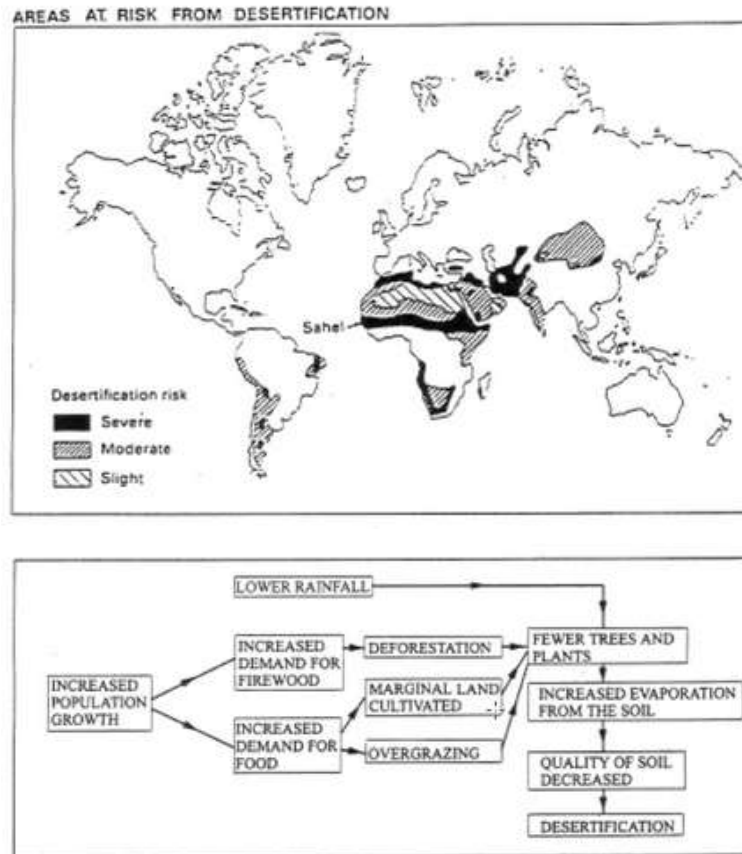 AREAS AT RISK FROM DESERTIFICATION
Sahel
Desertification risk
Severe
Moderate
Slight
LOWER RAINFALL
INCREASED
DEMAND FOR
FIREWOOD
DEFORESTATION
FEWER TREES AND
PLANTS
INCREASED
POPULATION
GROWTH
MARGINAL LAND
CULTIVATED
INCREASED EVAPORATION
FROM THE SOIL
INCREASED
DEMAND FOR
FOOD
OVERGRAZING
QUALITY OF SOIL
DECREASED
DESERTIFICATION